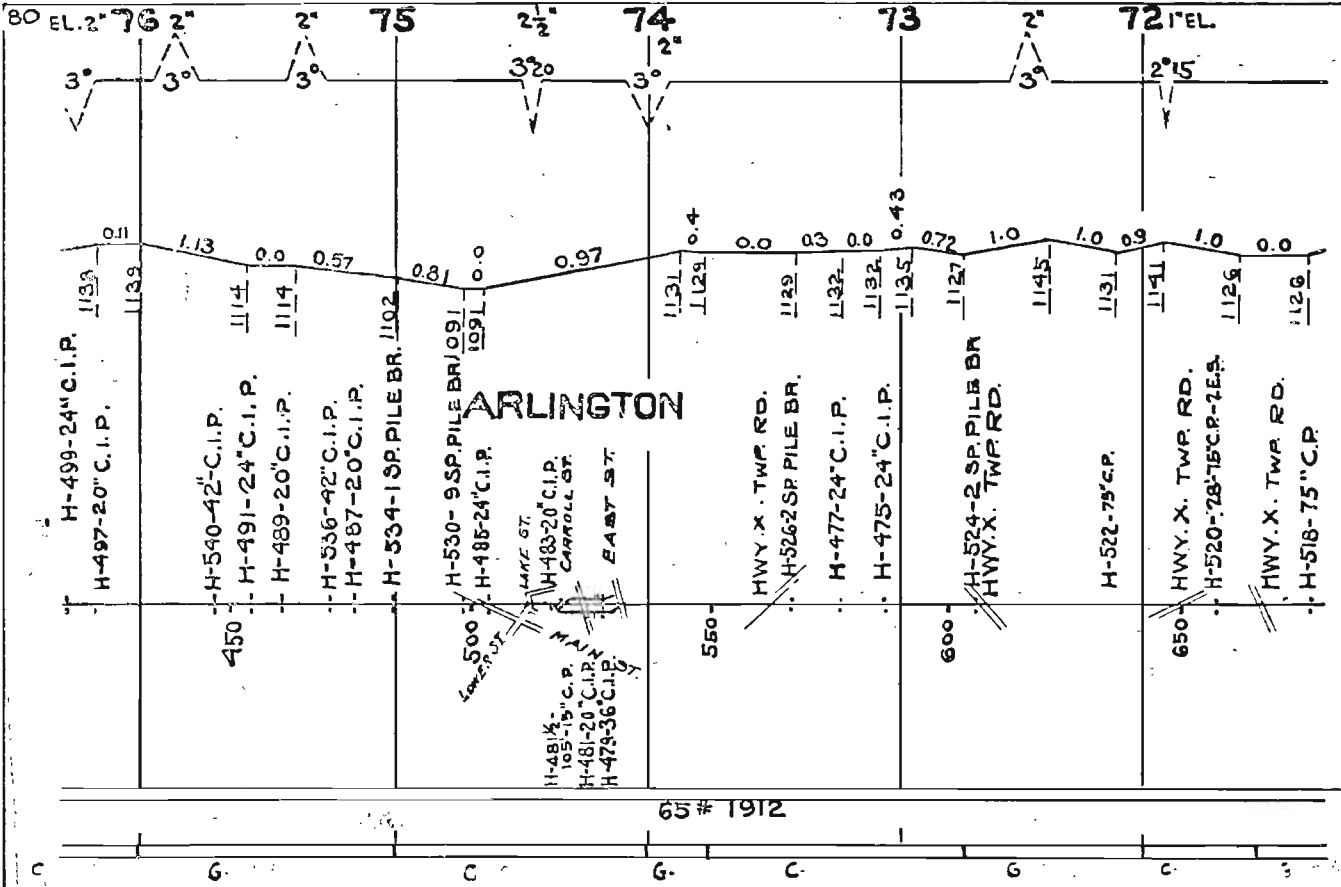 80 EL. 2" 76 2" 2" 75 2½" 74 2" 73 2" 72 1" EL.
3° 3° 3° 3°20 3° 3° 2°15
0.11 1.13 0.0 0.57 0.81 0.0 0.97 0.4 0.0 0.3 0.0 0.43 0.72 1.0 1.0 0.9 1.0 0.0
1139 1139 1114 1114 1102 1091 1091 1131 1129 1129 1132 1132 1135 1127 1145 1131 1141 1126 1126
ARLINGTON
H-499-24" C.I.P.
H-497-20" C.I.P.
H-540-42"-C.I.P.
H-491-24" C.I.P.
H-489-20" C.I.P.
H-536-42" C.I.P.
H-487-20" C.I.P.
H-534-1 SP. PILE BR.
H-530-9 SP. PILE BR.
H-485-24" C.I.P.
LAKE ST.
H-483-20" C.I.P.
CARROLL ST.
EAST ST.
HWY. X. TWP. RD.
H-526-2 SP. PILE BR.
H-477-24" C.I.P.
H-475-24" C.I.P.
H-524-2 SP. PILE BR
HWY. X. TWP. RD.
H-522-75" C.P.
HWY. X. TWP. RD.
H-520-28'-75" C.P.-2 E.S.
HWY. X. TWP. RD.
H-518-75" C.P.
450 500 550 600 650
LOWER ST.
MAIN ST.
H-481½-
105'-15" C.P.
H-481-20" C.I.P.
H-479-36" C.I.P.
65# 1912
C G. C G. C. G C.